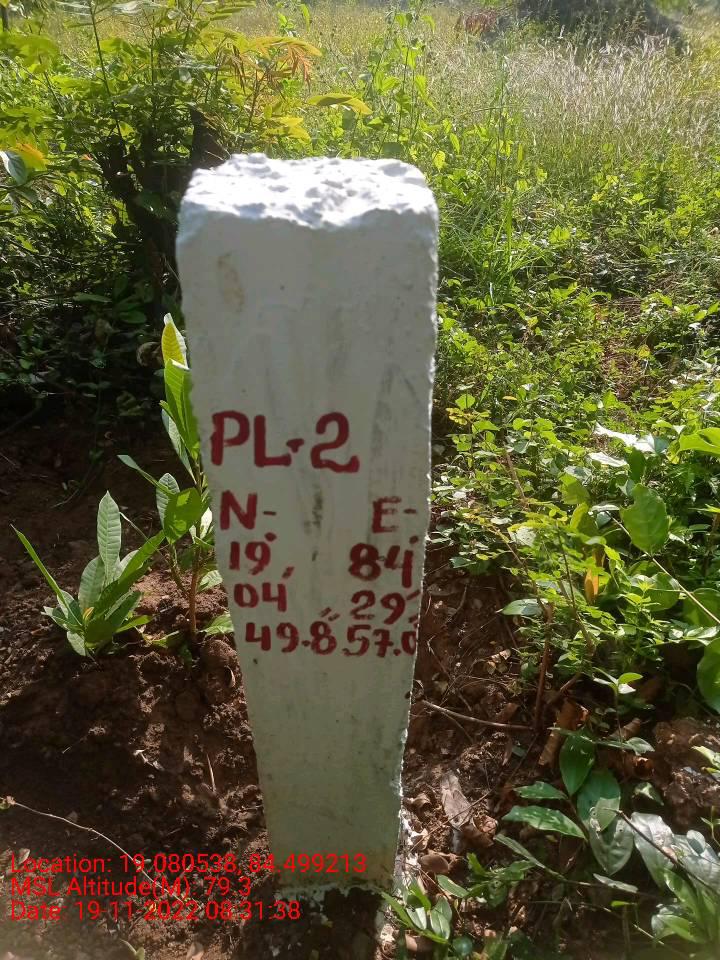 PL-2
N-: E-:
19° 84°
04' 29'
49.8" 57.0"
Location: 19.080538, 84.499213
MSL Altitude(M): 79.3
Date: 19-11-2022 08:31:38